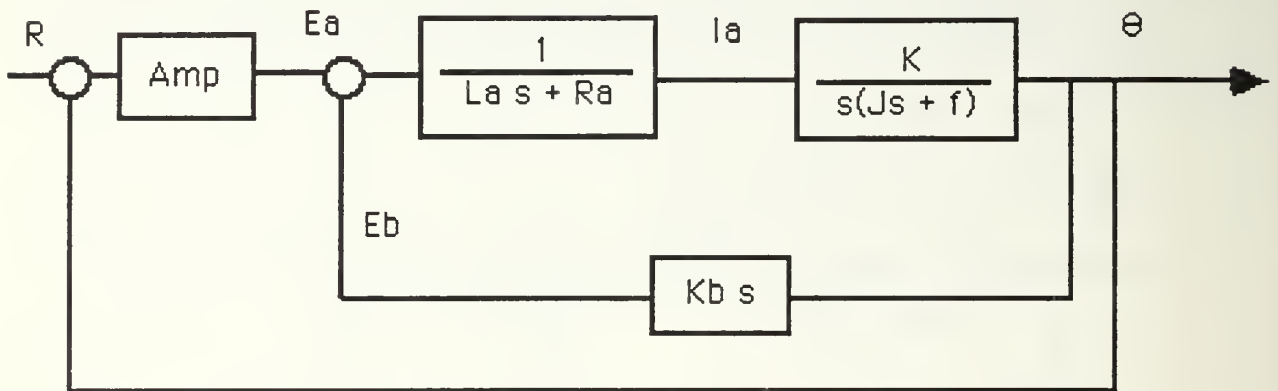 R
Amp
Ea
1
La s + Ra
Ia
K
s(Js + f)
θ
Eb
Kb s